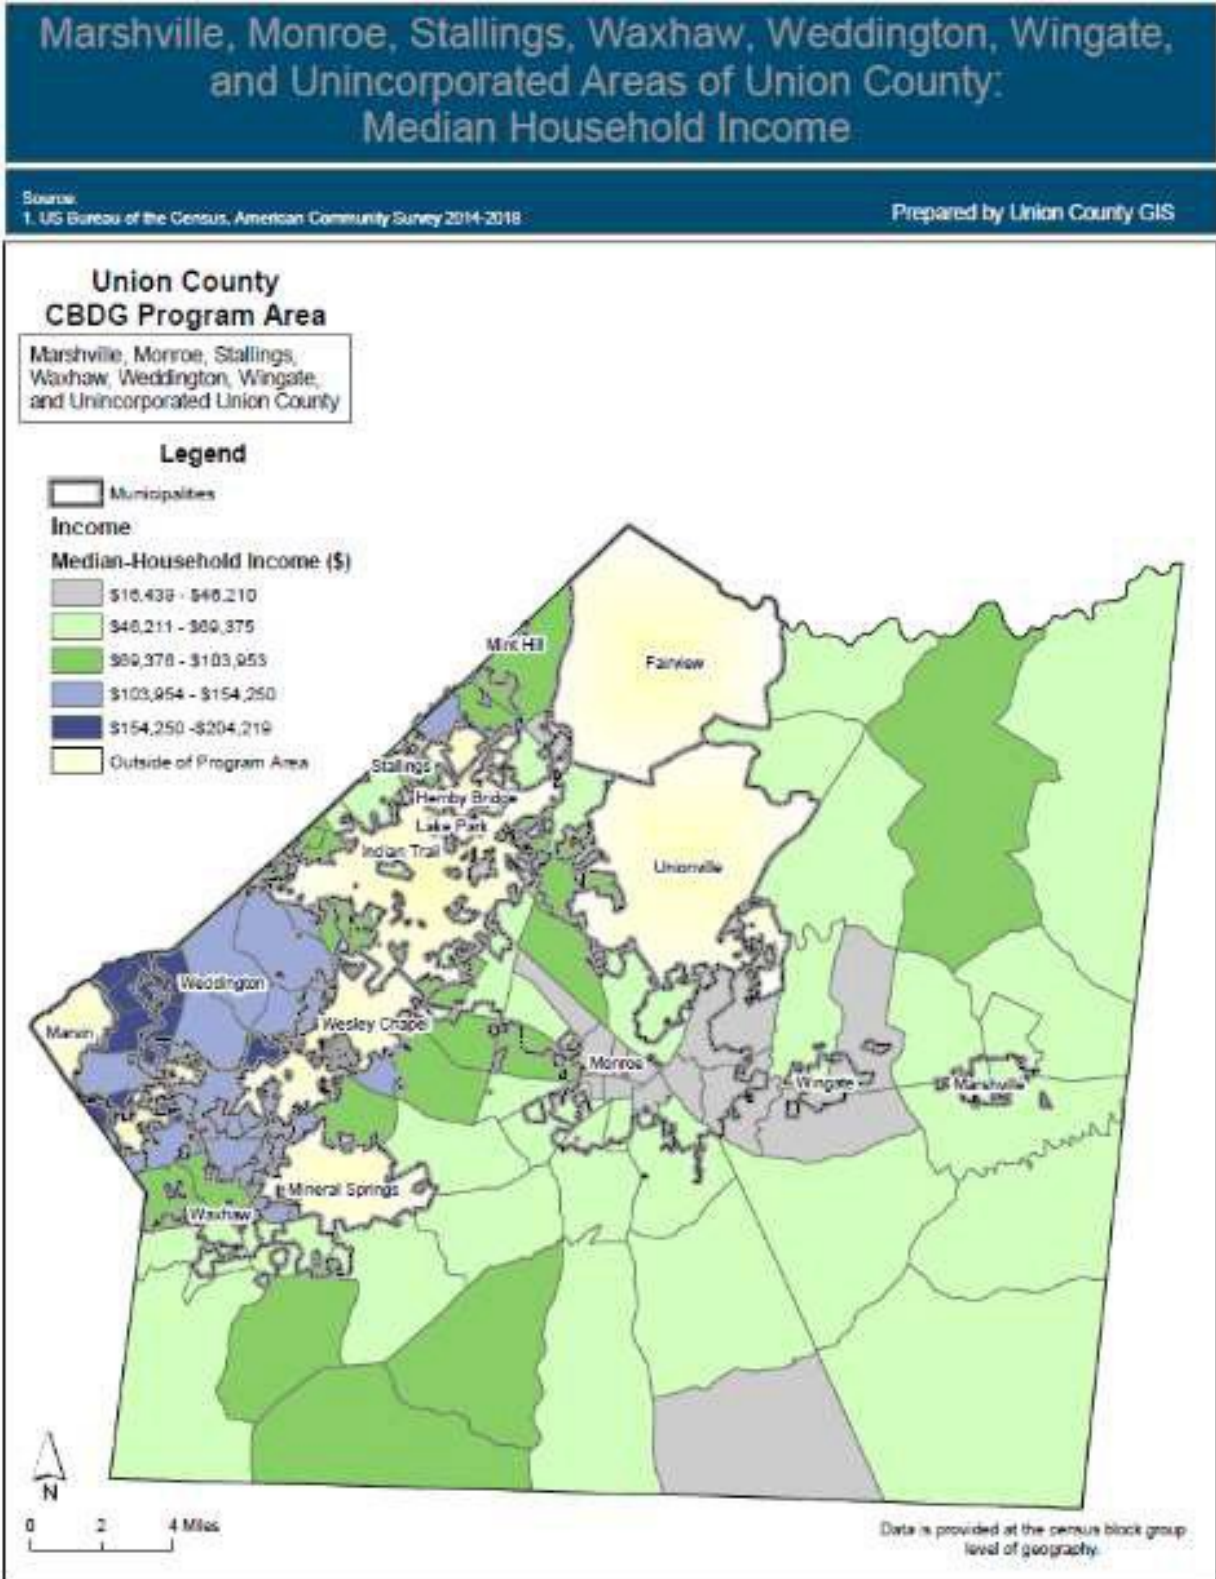 Marshville, Monroe, Stallings, Waxhaw, Weddington, Wingate,
and Unincorporated Areas of Union County:
Median Household Income
Source:
1. US Bureau of the Census, American Community Survey 2014-2018
Prepared by Union County GIS
Union County
CBDG Program Area
Marshville, Monroe, Stallings,
Waxhaw, Weddington, Wingate,
and Unincorporated Union County
Legend
Municipalities
Income
Median-Household Income ($)
$16,439 - $46,210
$46,211 - $69,375
$69,376 - $103,953
$103,954 - $154,250
$154,250 -$204,219
Outside of Program Area
Mint Hill
Fairview
Stallings
Hemby Bridge
Lake Park
Indian Trail
Unionville
Weddington
Marvin
Wesley Chapel
Monroe
Wingate
Marshville
Mineral Springs
Waxhaw
N
0 2 4 Miles
Data is provided at the census block group
level of geography.